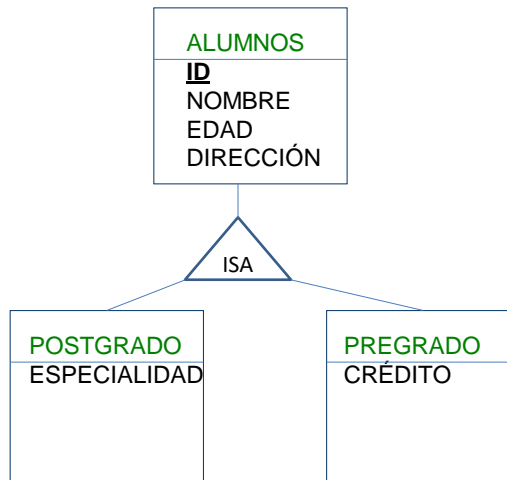 ALUMNOS
ID
NOMBRE
EDAD
DIRECCIÓN
ISA
POSTGRADO
ESPECIALIDAD
PREGRADO
CRÉDITO